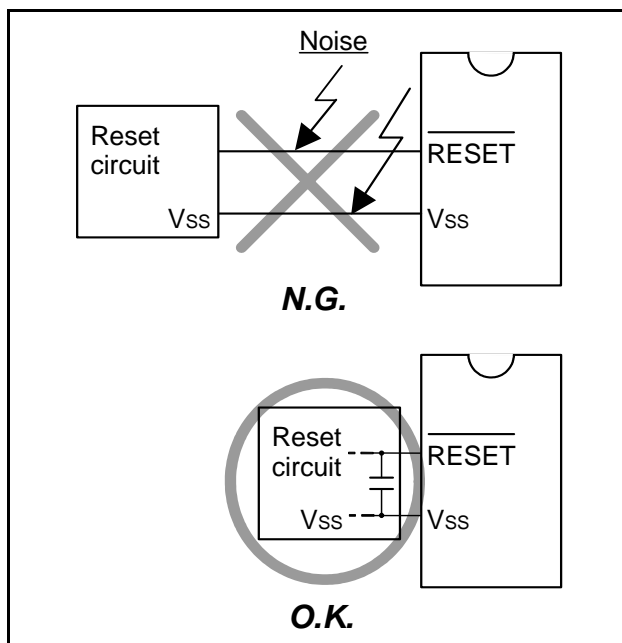 Noise
Reset
circuit
RESET
Vss
Vss
N.G.
Reset
circuit
RESET
Vss
Vss
O.K.